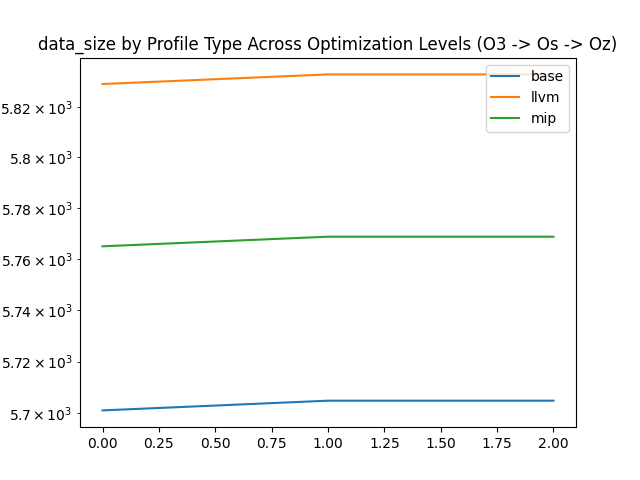 data_size by Profile Type Across Optimization Levels (O3 -> Os -> Oz)
base
llvm
mip
5.82 × 10³
5.8 × 10³
5.78 × 10³
5.76 × 10³
5.74 × 10³
5.72 × 10³
5.7 × 10³
0.00 0.25 0.50 0.75 1.00 1.25 1.50 1.75 2.00